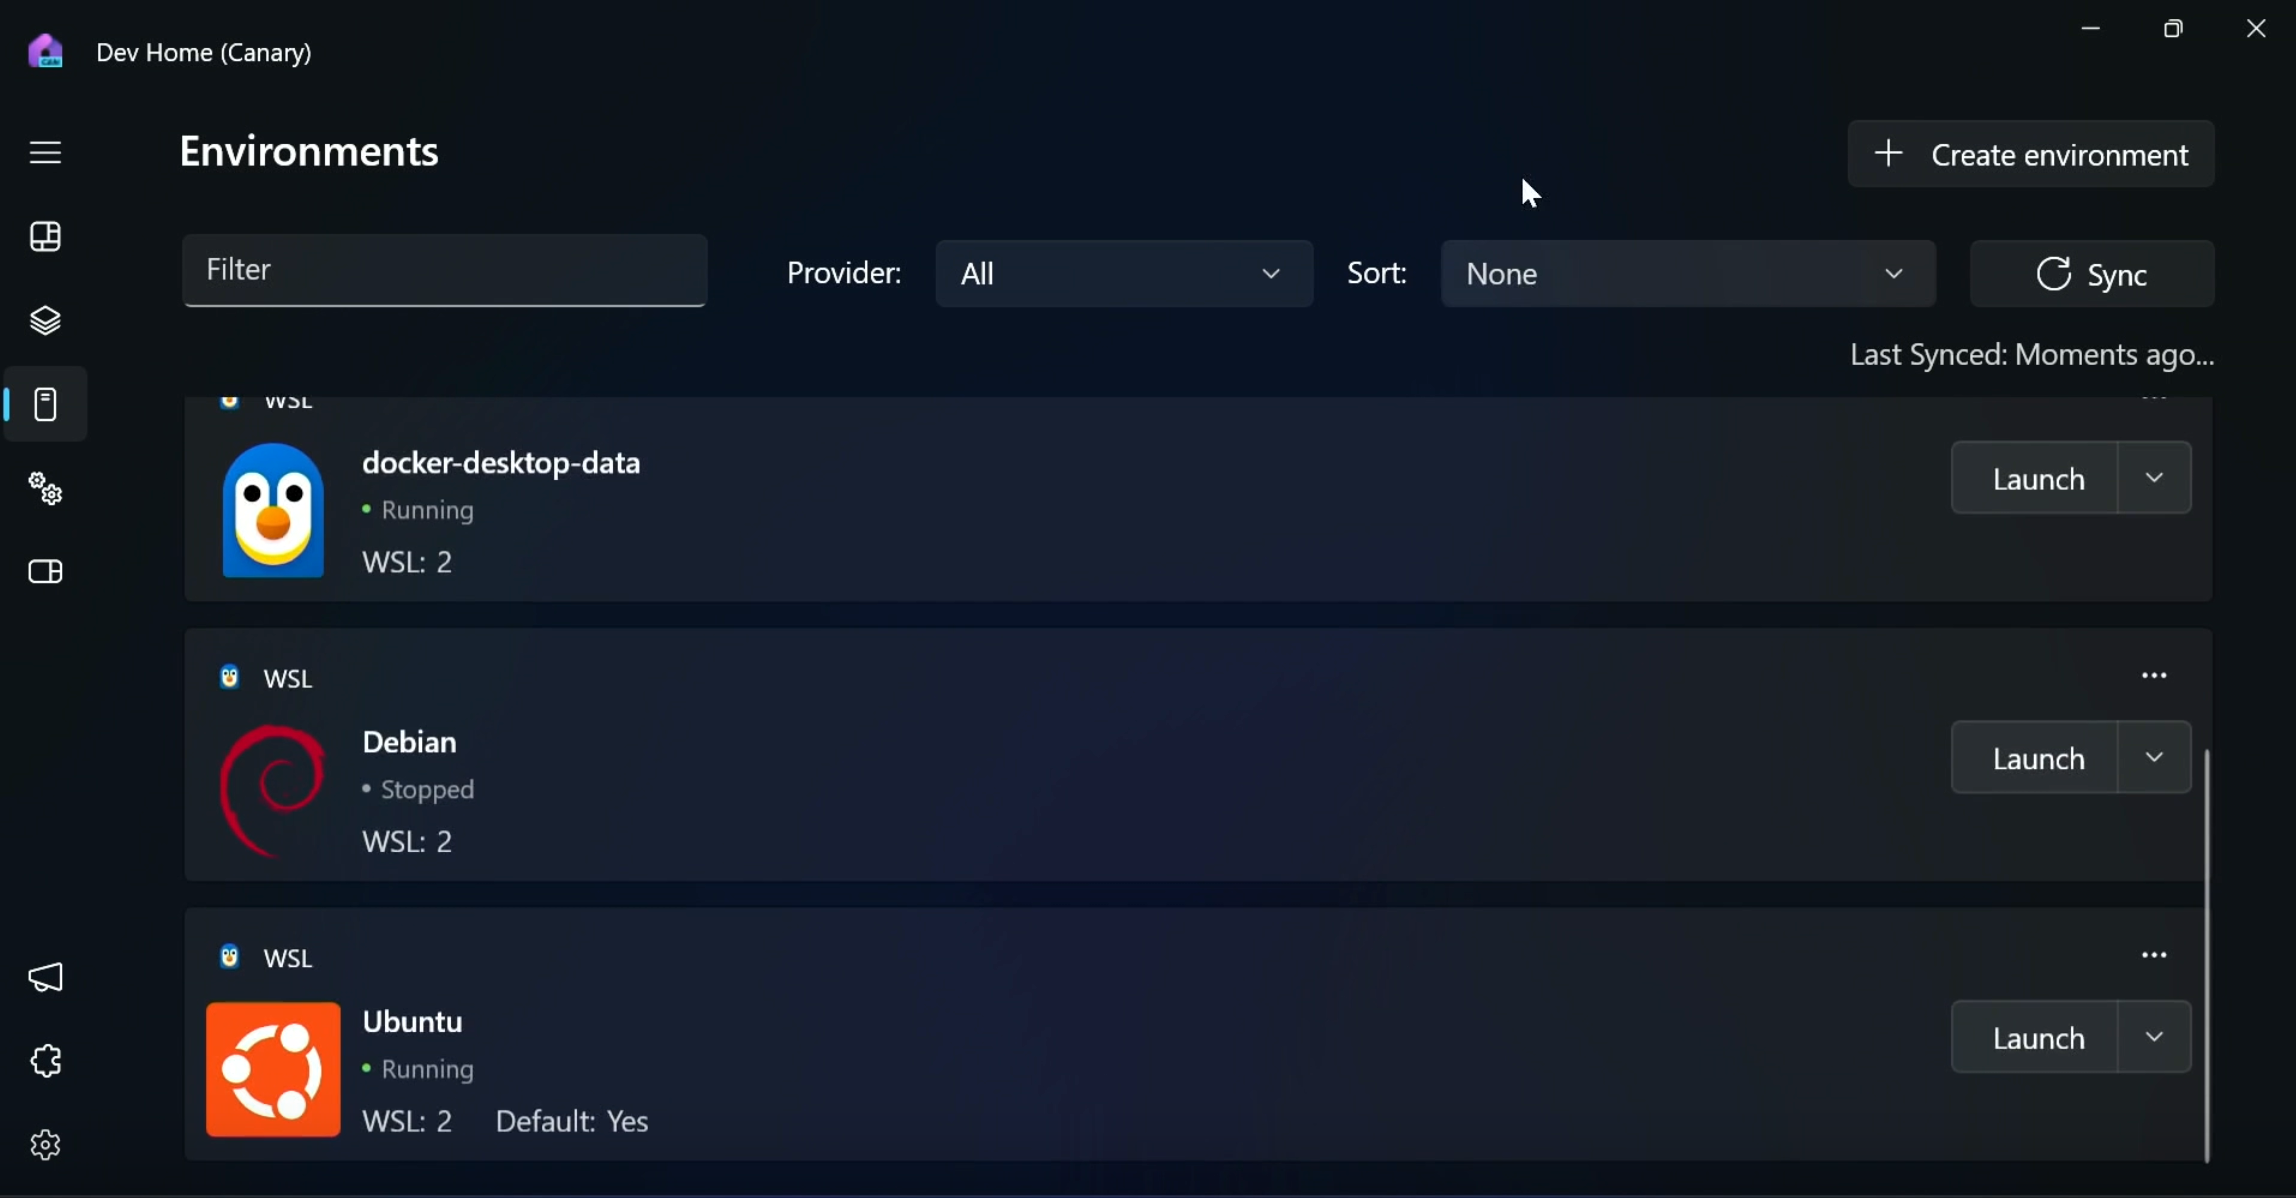 Dev Home (Canary)
Environments
Create environment
Filter
Provider:
All
Sort:
None
Sync
Last Synced: Moments ago...
WSL
docker-desktop-data
Running
WSL: 2
Launch
WSL
Debian
Stopped
WSL: 2
Launch
WSL
Ubuntu
Running
WSL: 2 Default: Yes
Launch